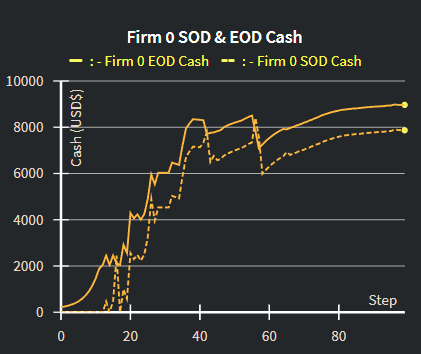 Firm 0 SOD & EOD Cash
: - Firm 0 EOD Cash : - Firm 0 SOD Cash
10000
Cash (USD$)
8000
6000
4000
2000
0
Step
0 20 40 60 80